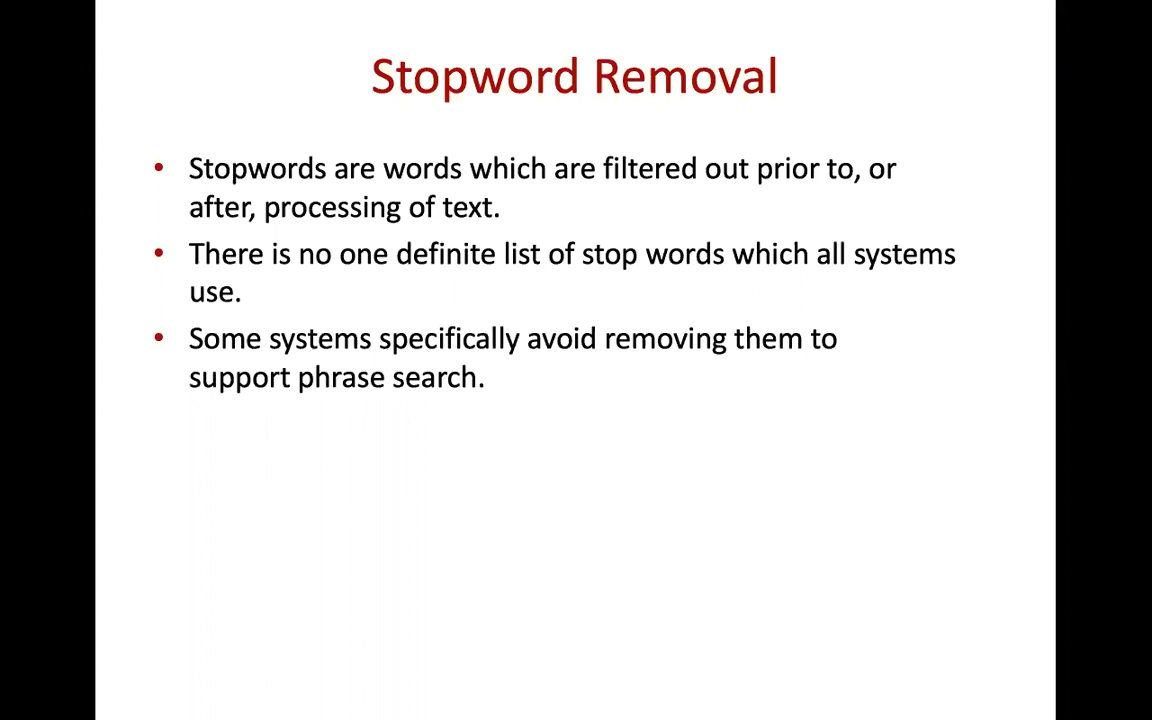 Stopword Removal
• Stopwords are words which are filtered out prior to, or
after, processing of text.
• There is no one definite list of stop words which all systems
use.
• Some systems specifically avoid removing them to
support phrase search.